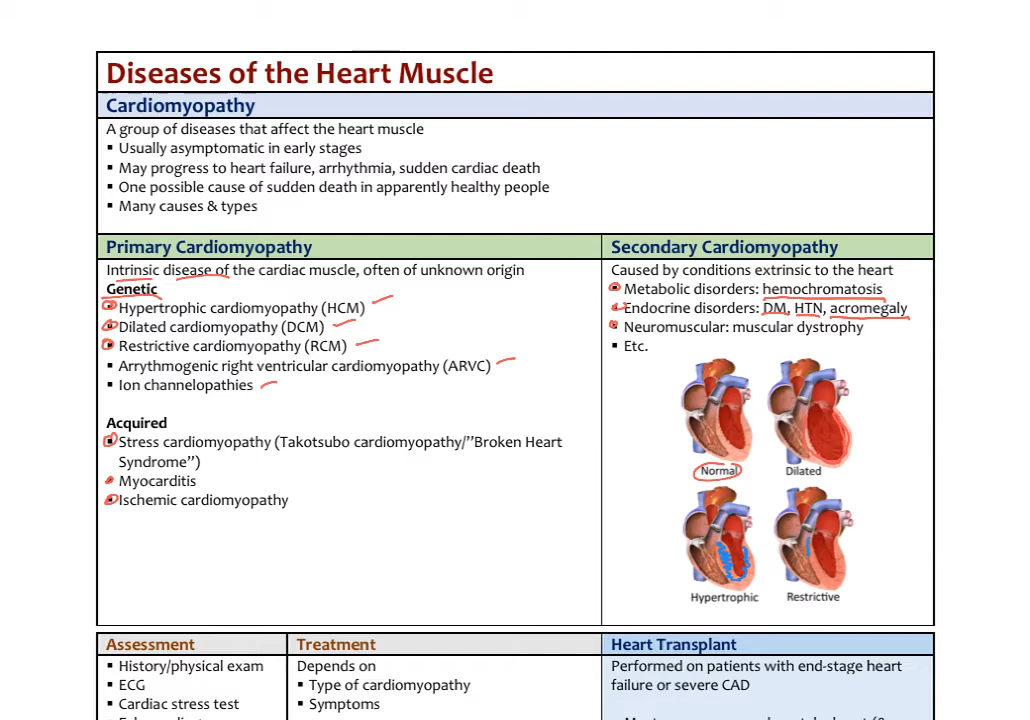 Diseases of the Heart Muscle
Cardiomyopathy
A group of diseases that affect the heart muscle
▪ Usually asymptomatic in early stages
▪ May progress to heart failure, arrhythmia, sudden cardiac death
▪ One possible cause of sudden death in apparently healthy people
▪ Many causes & types
Primary Cardiomyopathy
Intrinsic disease of the cardiac muscle, often of unknown origin
Genetic
▪ Hypertrophic cardiomyopathy (HCM)
▪ Dilated cardiomyopathy (DCM)
▪ Restrictive cardiomyopathy (RCM)
▪ Arrythmogenic right ventricular cardiomyopathy (ARVC)
▪ Ion channelopathies
Acquired
▪ Stress cardiomyopathy (Takotsubo cardiomyopathy/”Broken Heart
Syndrome”)
▪ Myocarditis
▪ Ischemic cardiomyopathy
Secondary Cardiomyopathy
Caused by conditions extrinsic to the heart
▪ Metabolic disorders: hemochromatosis
▪ Endocrine disorders: DM, HTN, acromegaly
▪ Neuromuscular: muscular dystrophy
▪ Etc.
Normal
Dilated
Hypertrophic
Restrictive
Assessment
▪ History/physical exam
▪ ECG
▪ Cardiac stress test
Treatment
Depends on
▪ Type of cardiomyopathy
▪ Symptoms
Heart Transplant
Performed on patients with end-stage heart
failure or severe CAD